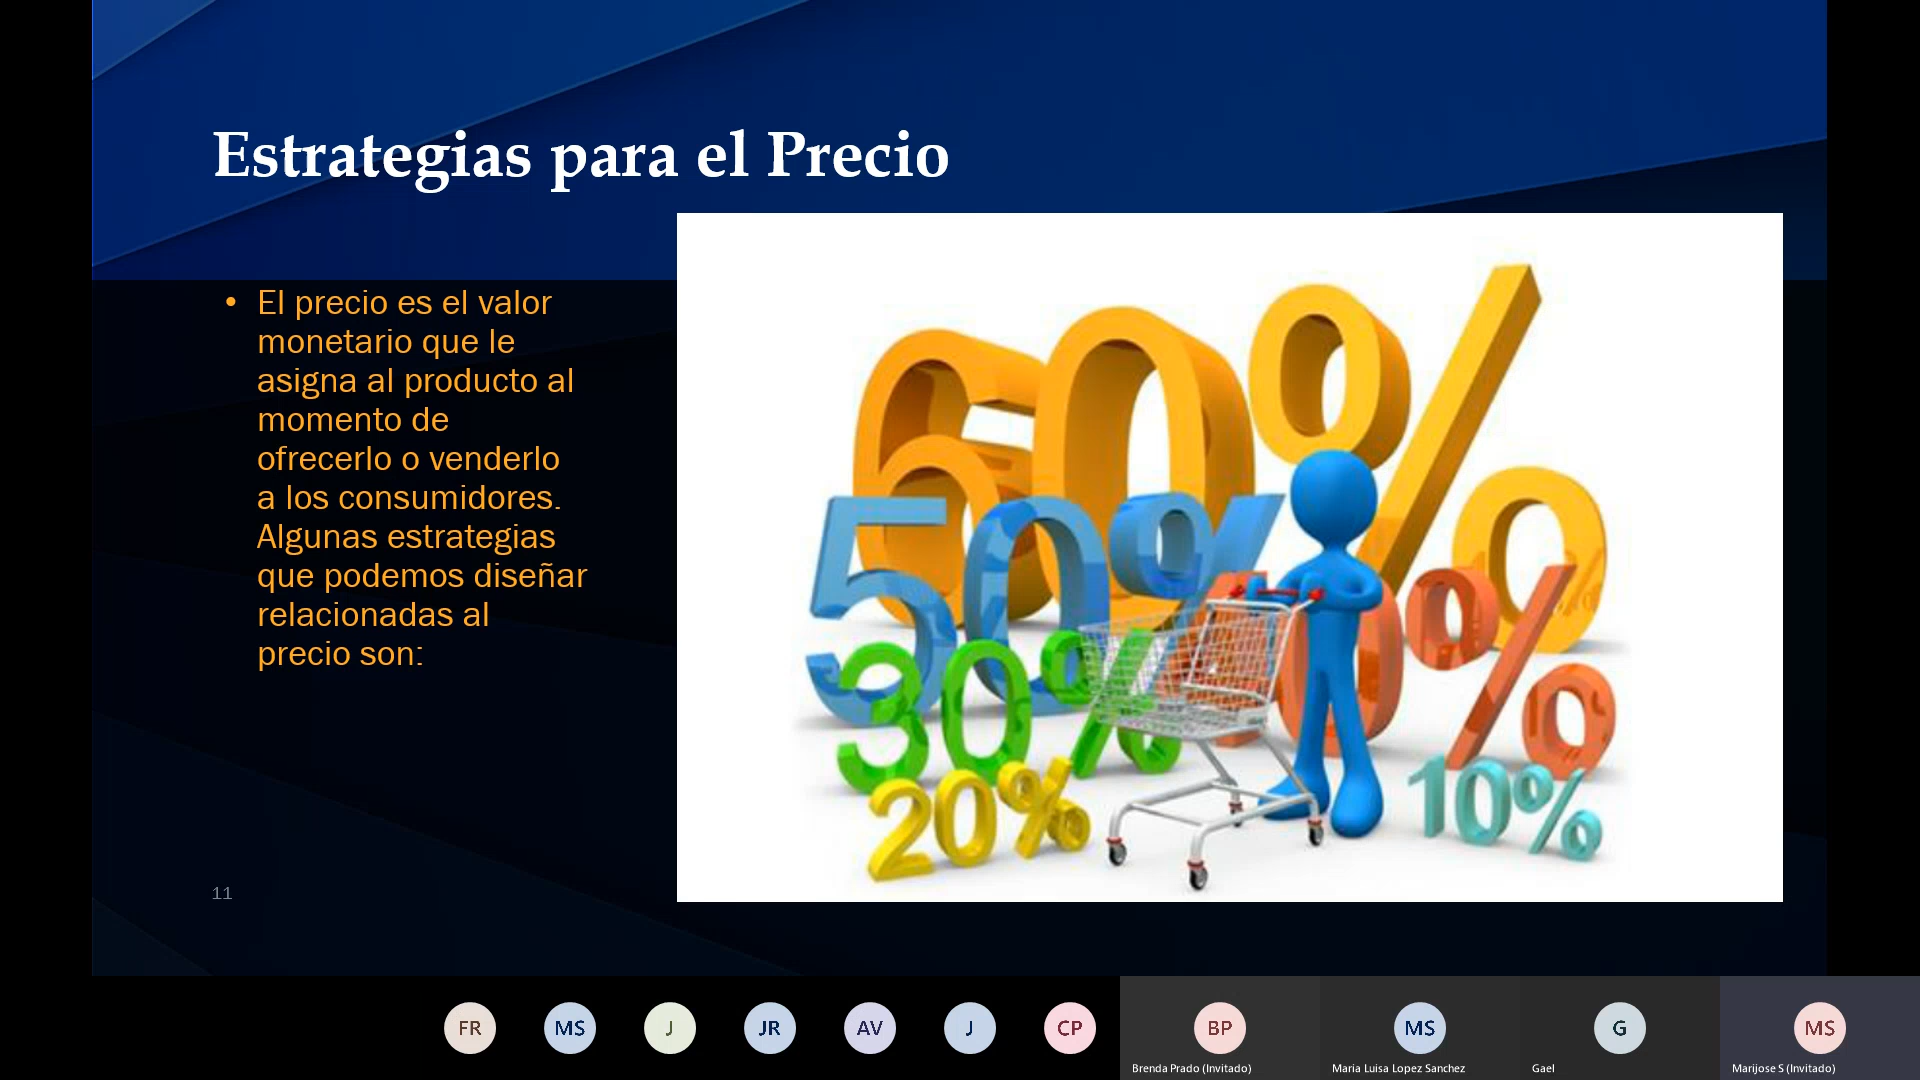 Estrategias para el Precio
• El precio es el valor
monetario que le
asigna al producto al
momento de
ofrecerlo o venderlo
a los consumidores.
Algunas estrategias
que podemos diseñar
relacionadas al
precio son:
60%
50%
0%
30%
20%
10%
11
FR
MS
J
JR
AV
J
CP
BP
MS
G
MS
Brenda Prado (Invitado)
Maria Luisa Lopez Sanchez
Gael
Marijose S (Invitado)